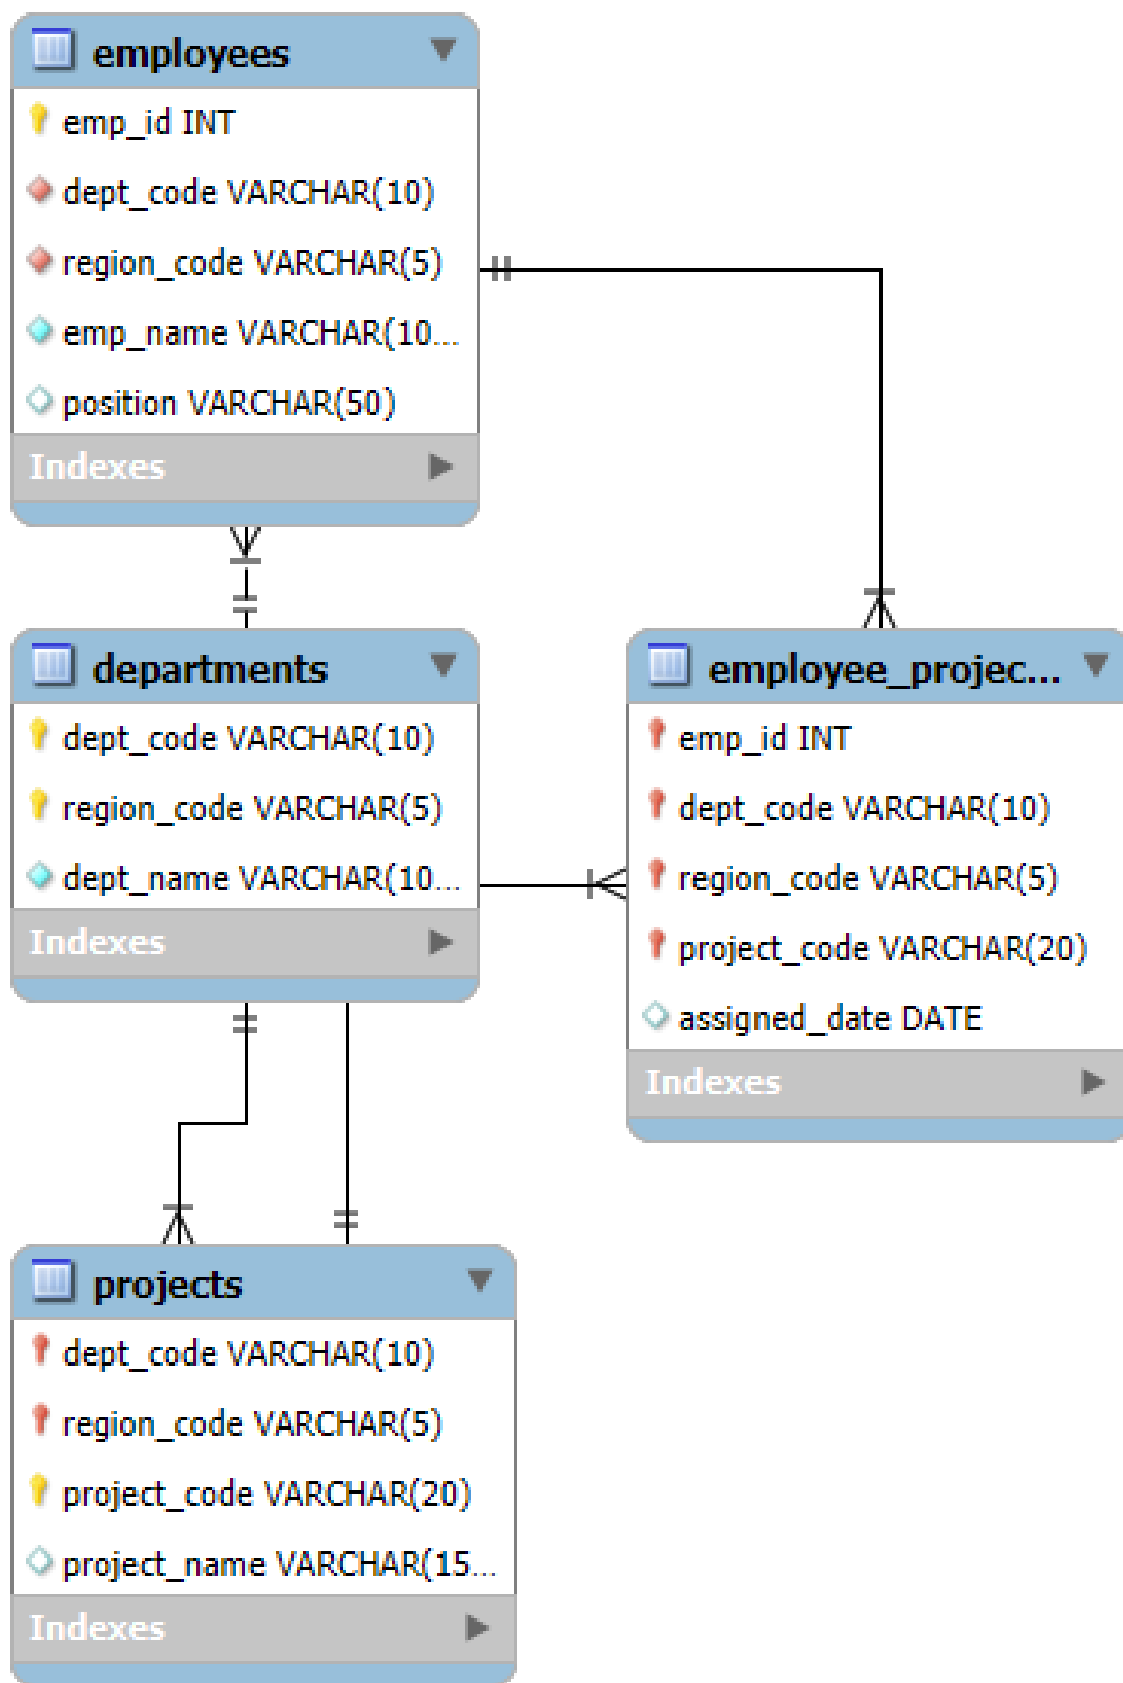 employees
emp_id INT
dept_code VARCHAR(10)
region_code VARCHAR(5)
emp_name VARCHAR(10...
position VARCHAR(50)
Indexes
departments
dept_code VARCHAR(10)
region_code VARCHAR(5)
dept_name VARCHAR(10...
Indexes
employee_projec...
emp_id INT
dept_code VARCHAR(10)
region_code VARCHAR(5)
project_code VARCHAR(20)
assigned_date DATE
Indexes
projects
dept_code VARCHAR(10)
region_code VARCHAR(5)
project_code VARCHAR(20)
project_name VARCHAR(15...
Indexes